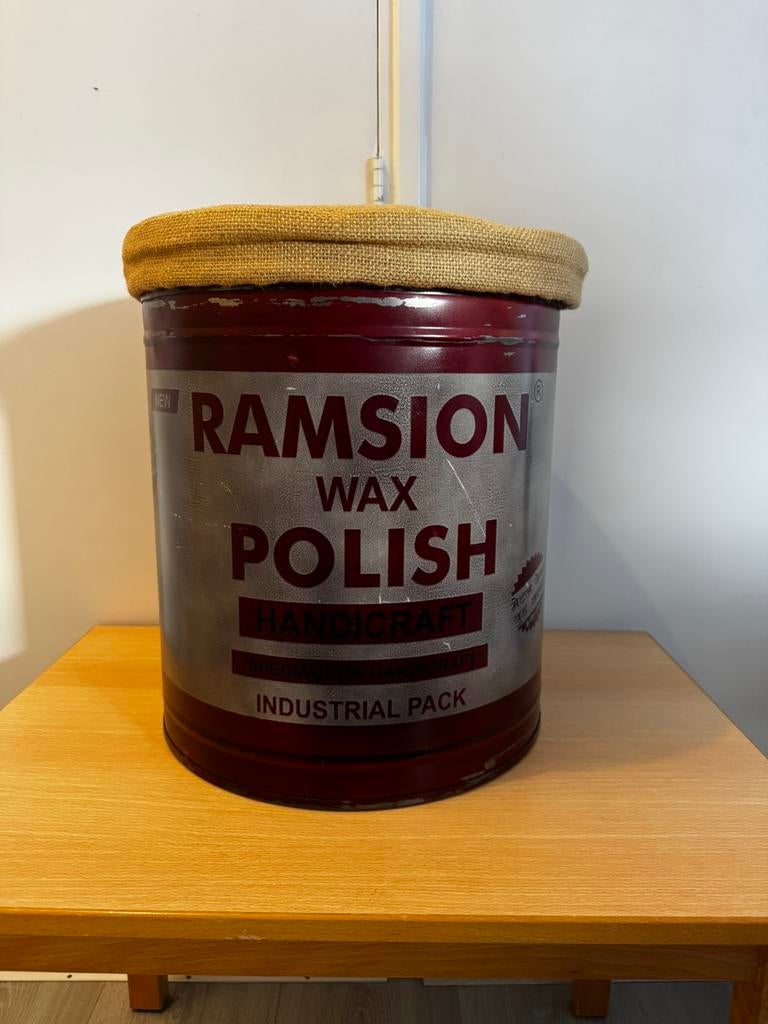 NEW
RAMSION®
WAX
POLISH
HANDICRAFT
SPECIAL FOR HANDICRAFT
INDUSTRIAL PACK